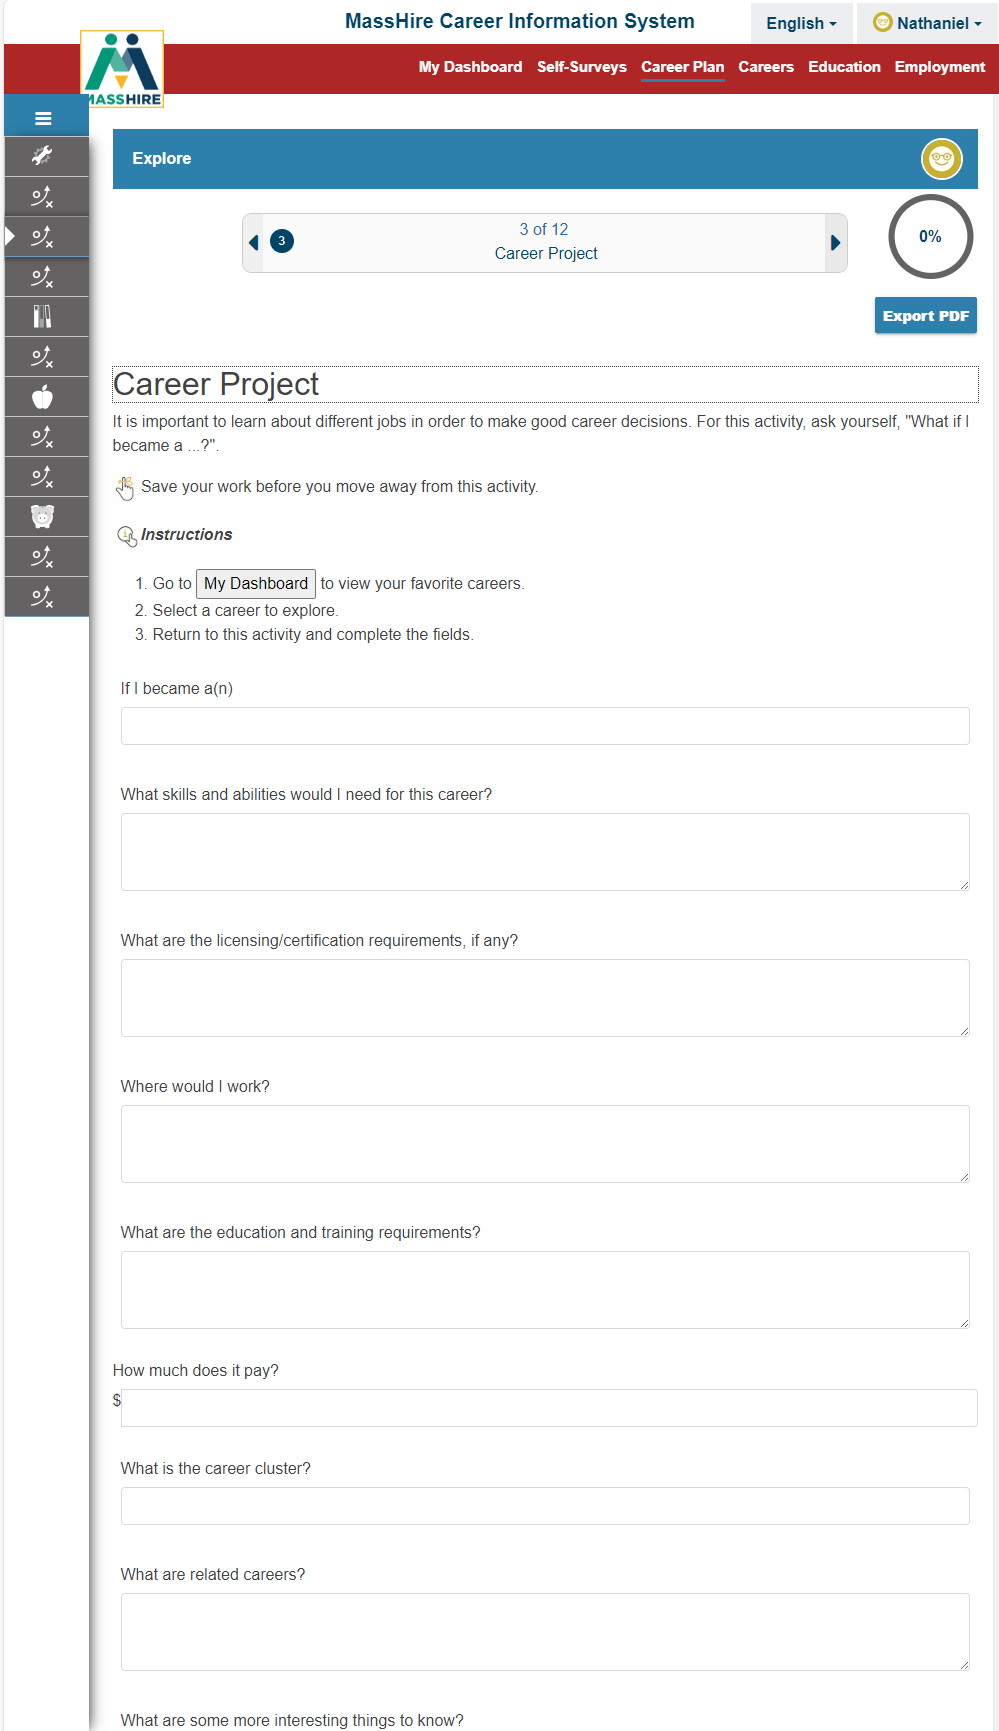 MassHire Career Information System
English
Nathaniel
MASSHIRE
My Dashboard Self-Surveys Career Plan Careers Education Employment
Explore
3
3 of 12
Career Project
0%
Export PDF
Career Project
It is important to learn about different jobs in order to make good career decisions. For this activity, ask yourself, "What if I
became a ...?".
Save your work before you move away from this activity.
Instructions
1. Go to My Dashboard to view your favorite careers.
2. Select a career to explore.
3. Return to this activity and complete the fields.
If I became a(n)
What skills and abilities would I need for this career?
What are the licensing/certification requirements, if any?
Where would I work?
What are the education and training requirements?
How much does it pay?
$
What is the career cluster?
What are related careers?
What are some more interesting things to know?